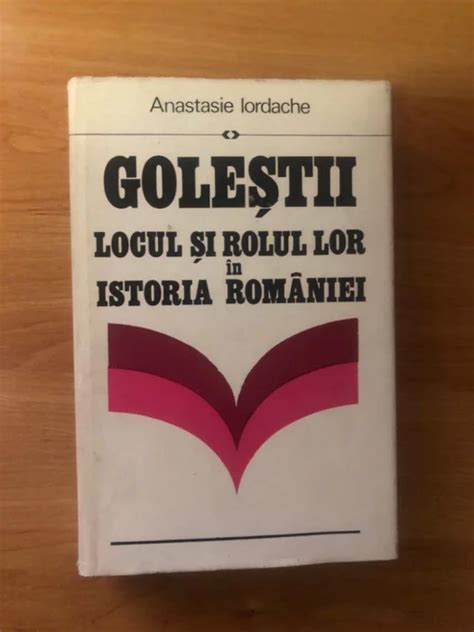 Anastasie Iordache
GOLEȘTII
LOCUL ȘI ROLUL LOR
în
ISTORIA ROMÂNIEI